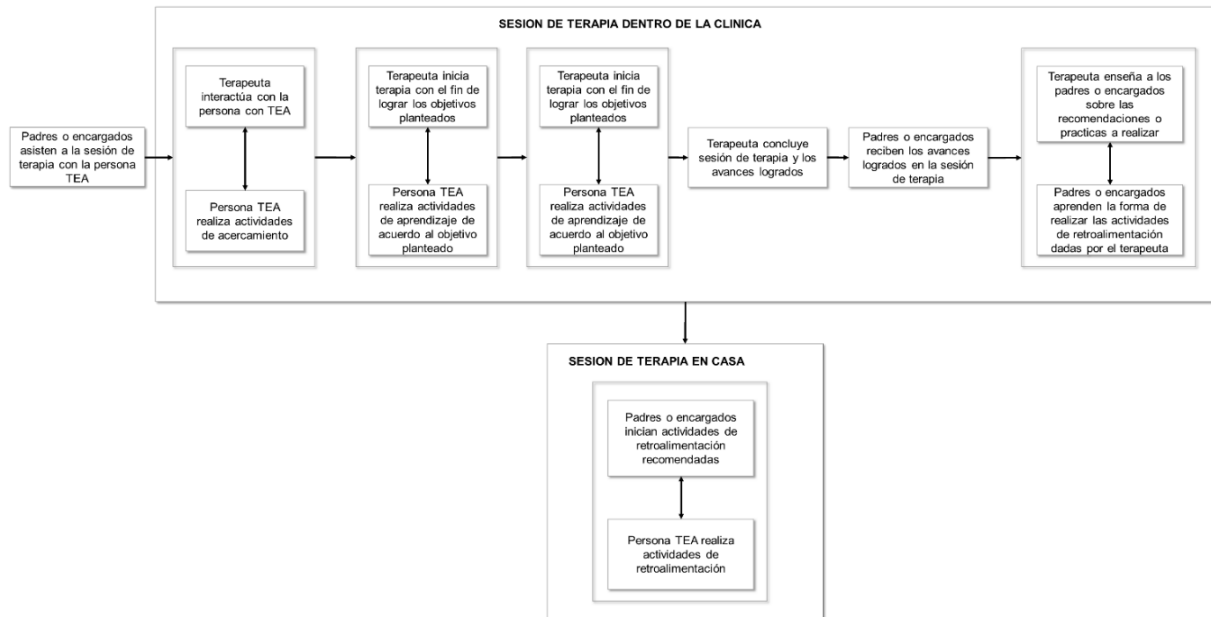 SESION DE TERAPIA DENTRO DE LA CLINICA
Padres o encargados
asisten a la sesión de
terapia con la persona
TEA
Terapeuta
interactúa con la
persona con TEA
Persona TEA
realiza actividades
de acercamiento
Terapeuta inicia
terapia con el fin de
lograr los objetivos
planteados
Persona TEA
realiza actividades
de aprendizaje de
acuerdo al objetivo
planteado
Terapeuta inicia
terapia con el fin de
lograr los objetivos
planteados
Persona TEA
realiza actividades
de aprendizaje de
acuerdo al objetivo
planteado
Terapeuta concluye
sesión de terapia y los
avances logrados
Padres o encargados
reciben los avances
logrados en la sesión
de terapia
Terapeuta enseña a los
padres o encargados
sobre las
recomendaciones o
practicas a realizar
Padres o encargados
aprenden la forma de
realizar las actividades
de retroalimentación
dadas por el terapeuta
SESION DE TERAPIA EN CASA
Padres o encargados
inician actividades de
retroalimentación
recomendadas
Persona TEA realiza
actividades de
retroalimentación